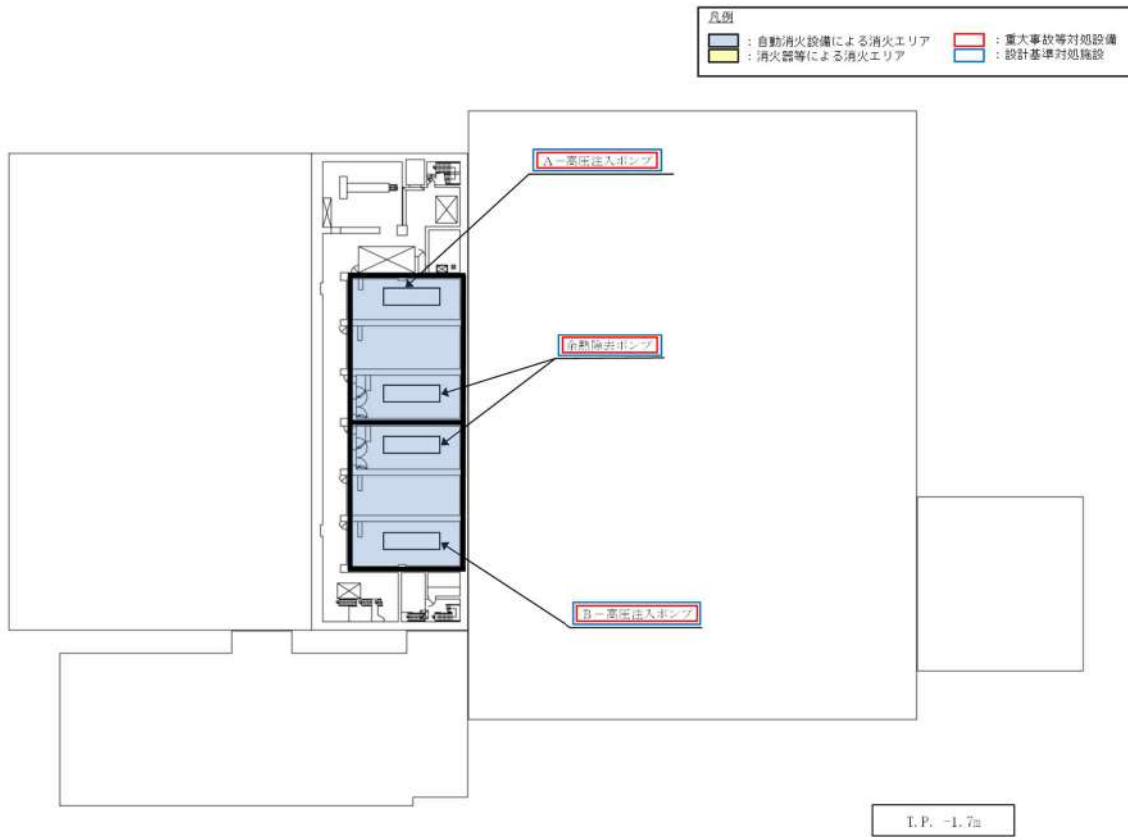 凡例
：自動消火設備による消火エリア
：消火器等による消火エリア
：重大事故等対処設備
：設計基準対処施設
A－高圧注入ポンプ
余熱除去ポンプ
B－高圧注入ポンプ
T.P. -1.7m